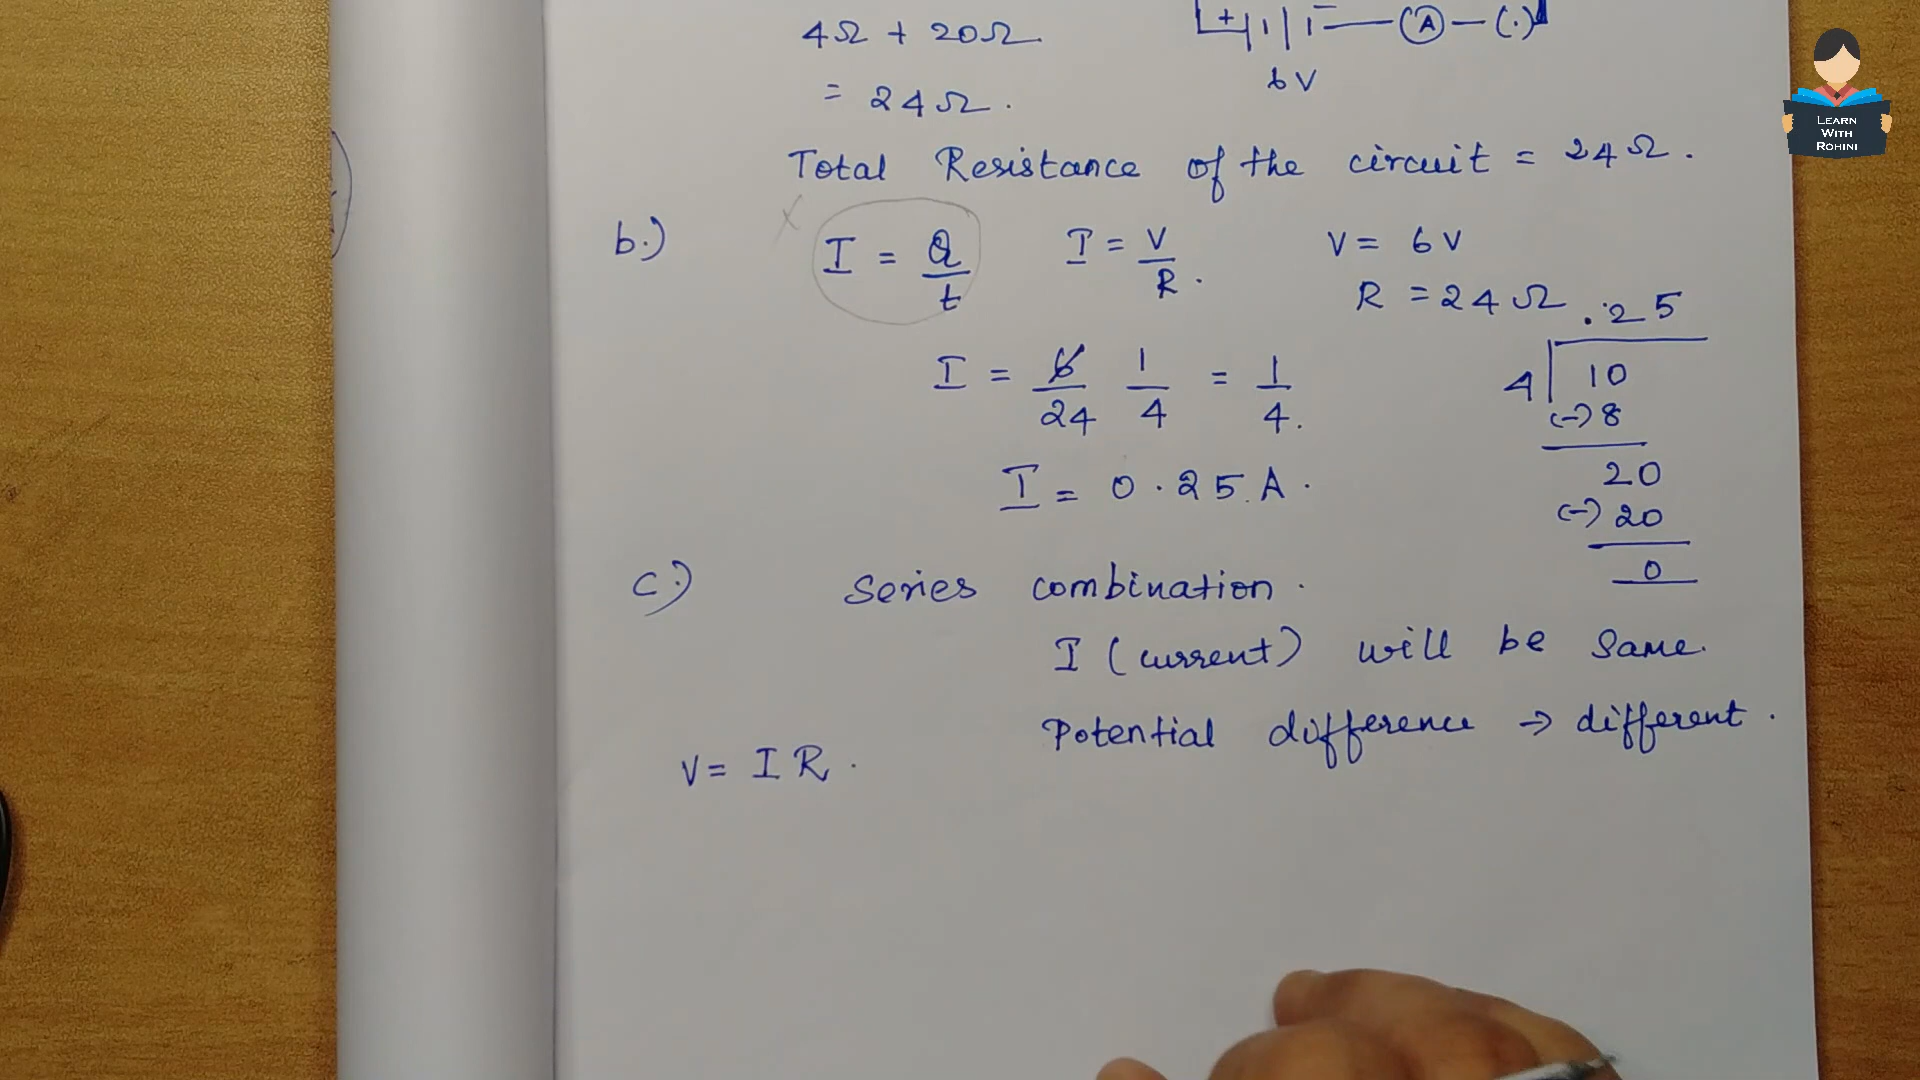 4Ω + 20Ω
= 24Ω.
+
A
6V
LEARN
WITH
ROHINI
Total Resistance of the circuit = 24Ω.
b.)
I = Q/t
I = V/R.
V = 6V
R = 24Ω
I = 6/24 1/4 = 1/4.
I = 0.25 A.
.25
4 10
(-) 8
20
(-) 20
0
c.) Series combination.
I (current) will be same.
Potential difference → different.
V = IR.